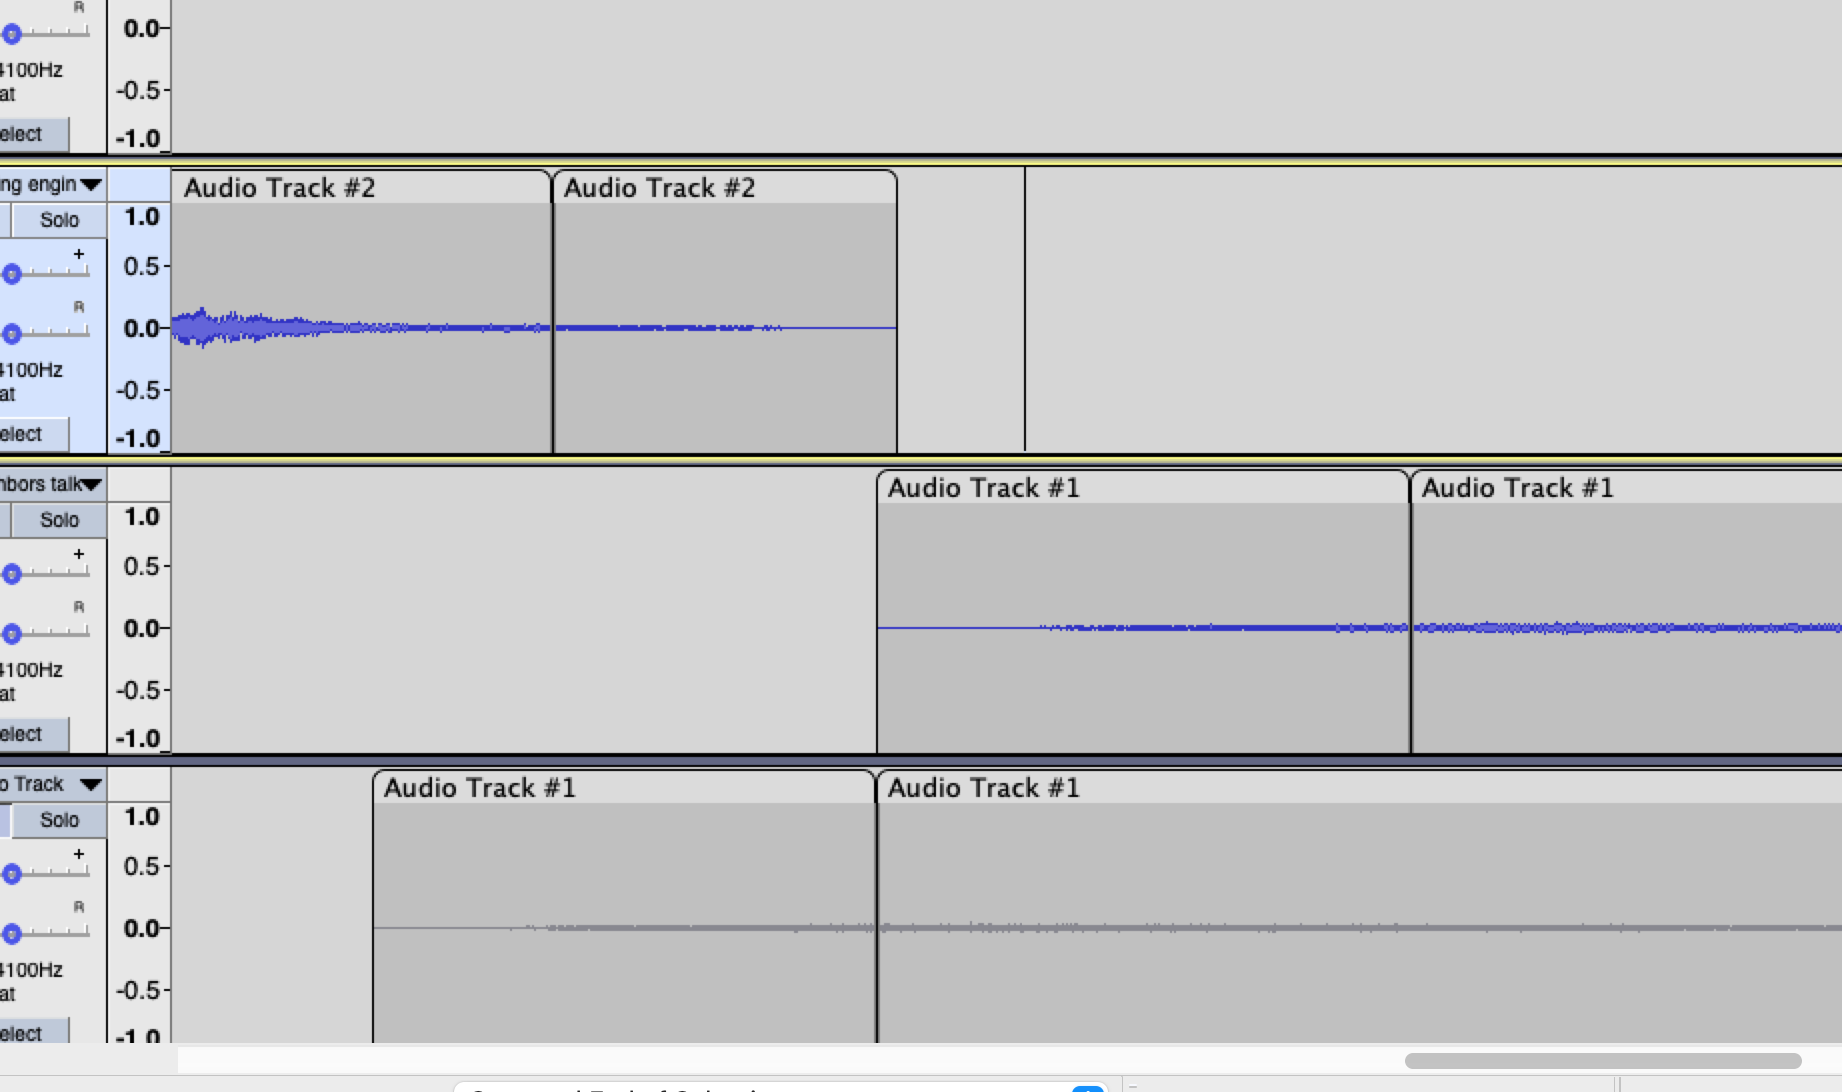 R
0.0
4100Hz
-0.5
at
elect
-1.0
ng engin
Audio Track #2
Audio Track #2
Solo
1.0
+
0.5
R
0.0
4100Hz
-0.5
at
elect
-1.0
nbors talk
Audio Track #1
Audio Track #1
Solo
1.0
+
0.5
R
0.0
4100Hz
-0.5
at
elect
-1.0
o Track
Audio Track #1
Audio Track #1
Solo
1.0
+
0.5
R
0.0
4100Hz
-0.5
at
elect
-1.0